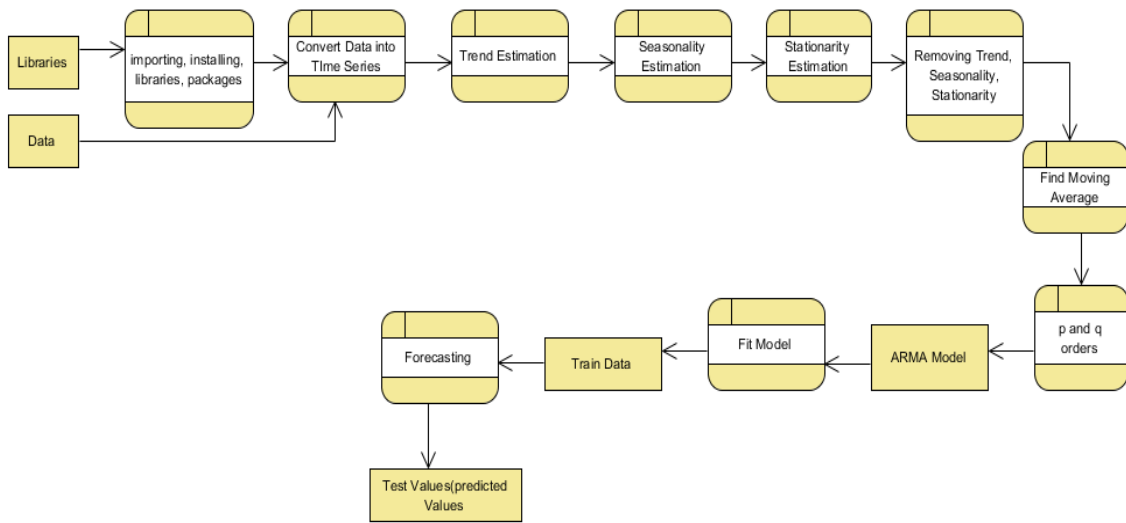 Libraries
importing, installing,
libraries, packages
Convert Data into
TIme Series
Trend Estimation
Seasonality
Estimation
Stationarity
Estimation
Removing Trend,
Seasonality,
Stationarity
Data
Find Moving
Average
p and q
orders
ARMA Model
Fit Model
Train Data
Forecasting
Test Values(predicted
Values